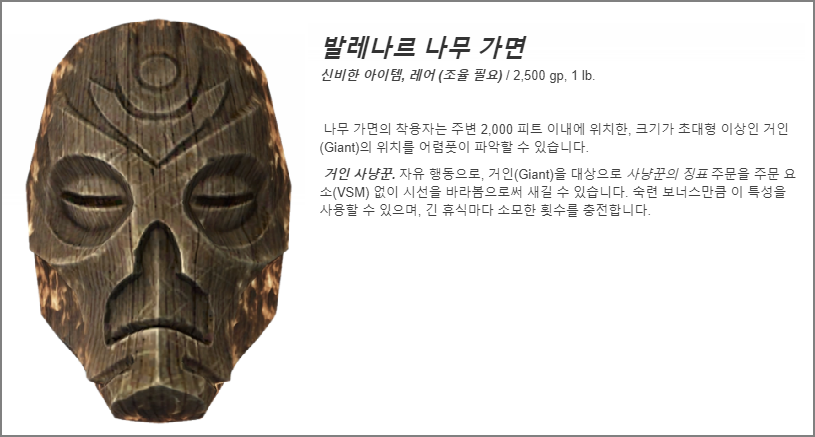 발레나르 나무 가면
신비한 아이템, 레어 (조율 필요) / 2,500 gp, 1 lb.
나무 가면의 착용자는 주변 2,000 피트 이내에 위치한, 크기가 초대형 이상인 거인
(Giant)의 위치를 어렴풋이 파악할 수 있습니다.
거인 사냥꾼. 자유 행동으로, 거인(Giant)을 대상으로 사냥꾼의 징표 주문을 주문 요
소(VSM) 없이 시선을 바라봄으로써 새길 수 있습니다. 숙련 보너스만큼 이 특성을
사용할 수 있으며, 긴 휴식마다 소모한 횟수를 충전합니다.